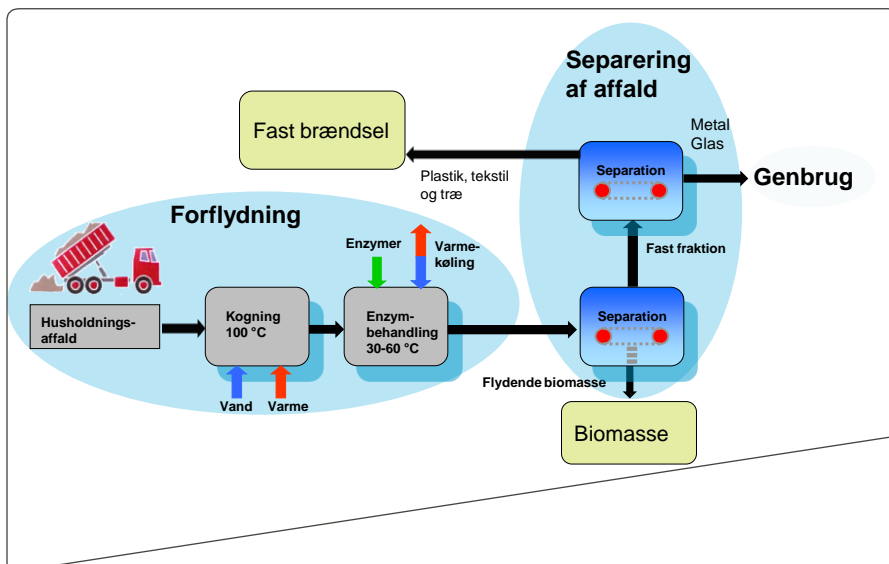 Separering
af affald
Fast brændsel
Metal
Glas
Separation
Genbrug
Plastik, tekstil
og træ
Forflydning
Enzymer
Varme-
køling
Fast fraktion
Husholdnings-
affald
Kogning
100 °C
Enzym-
behandling
30-60 °C
Separation
Flydende biomasse
Vand
Varme
Biomasse